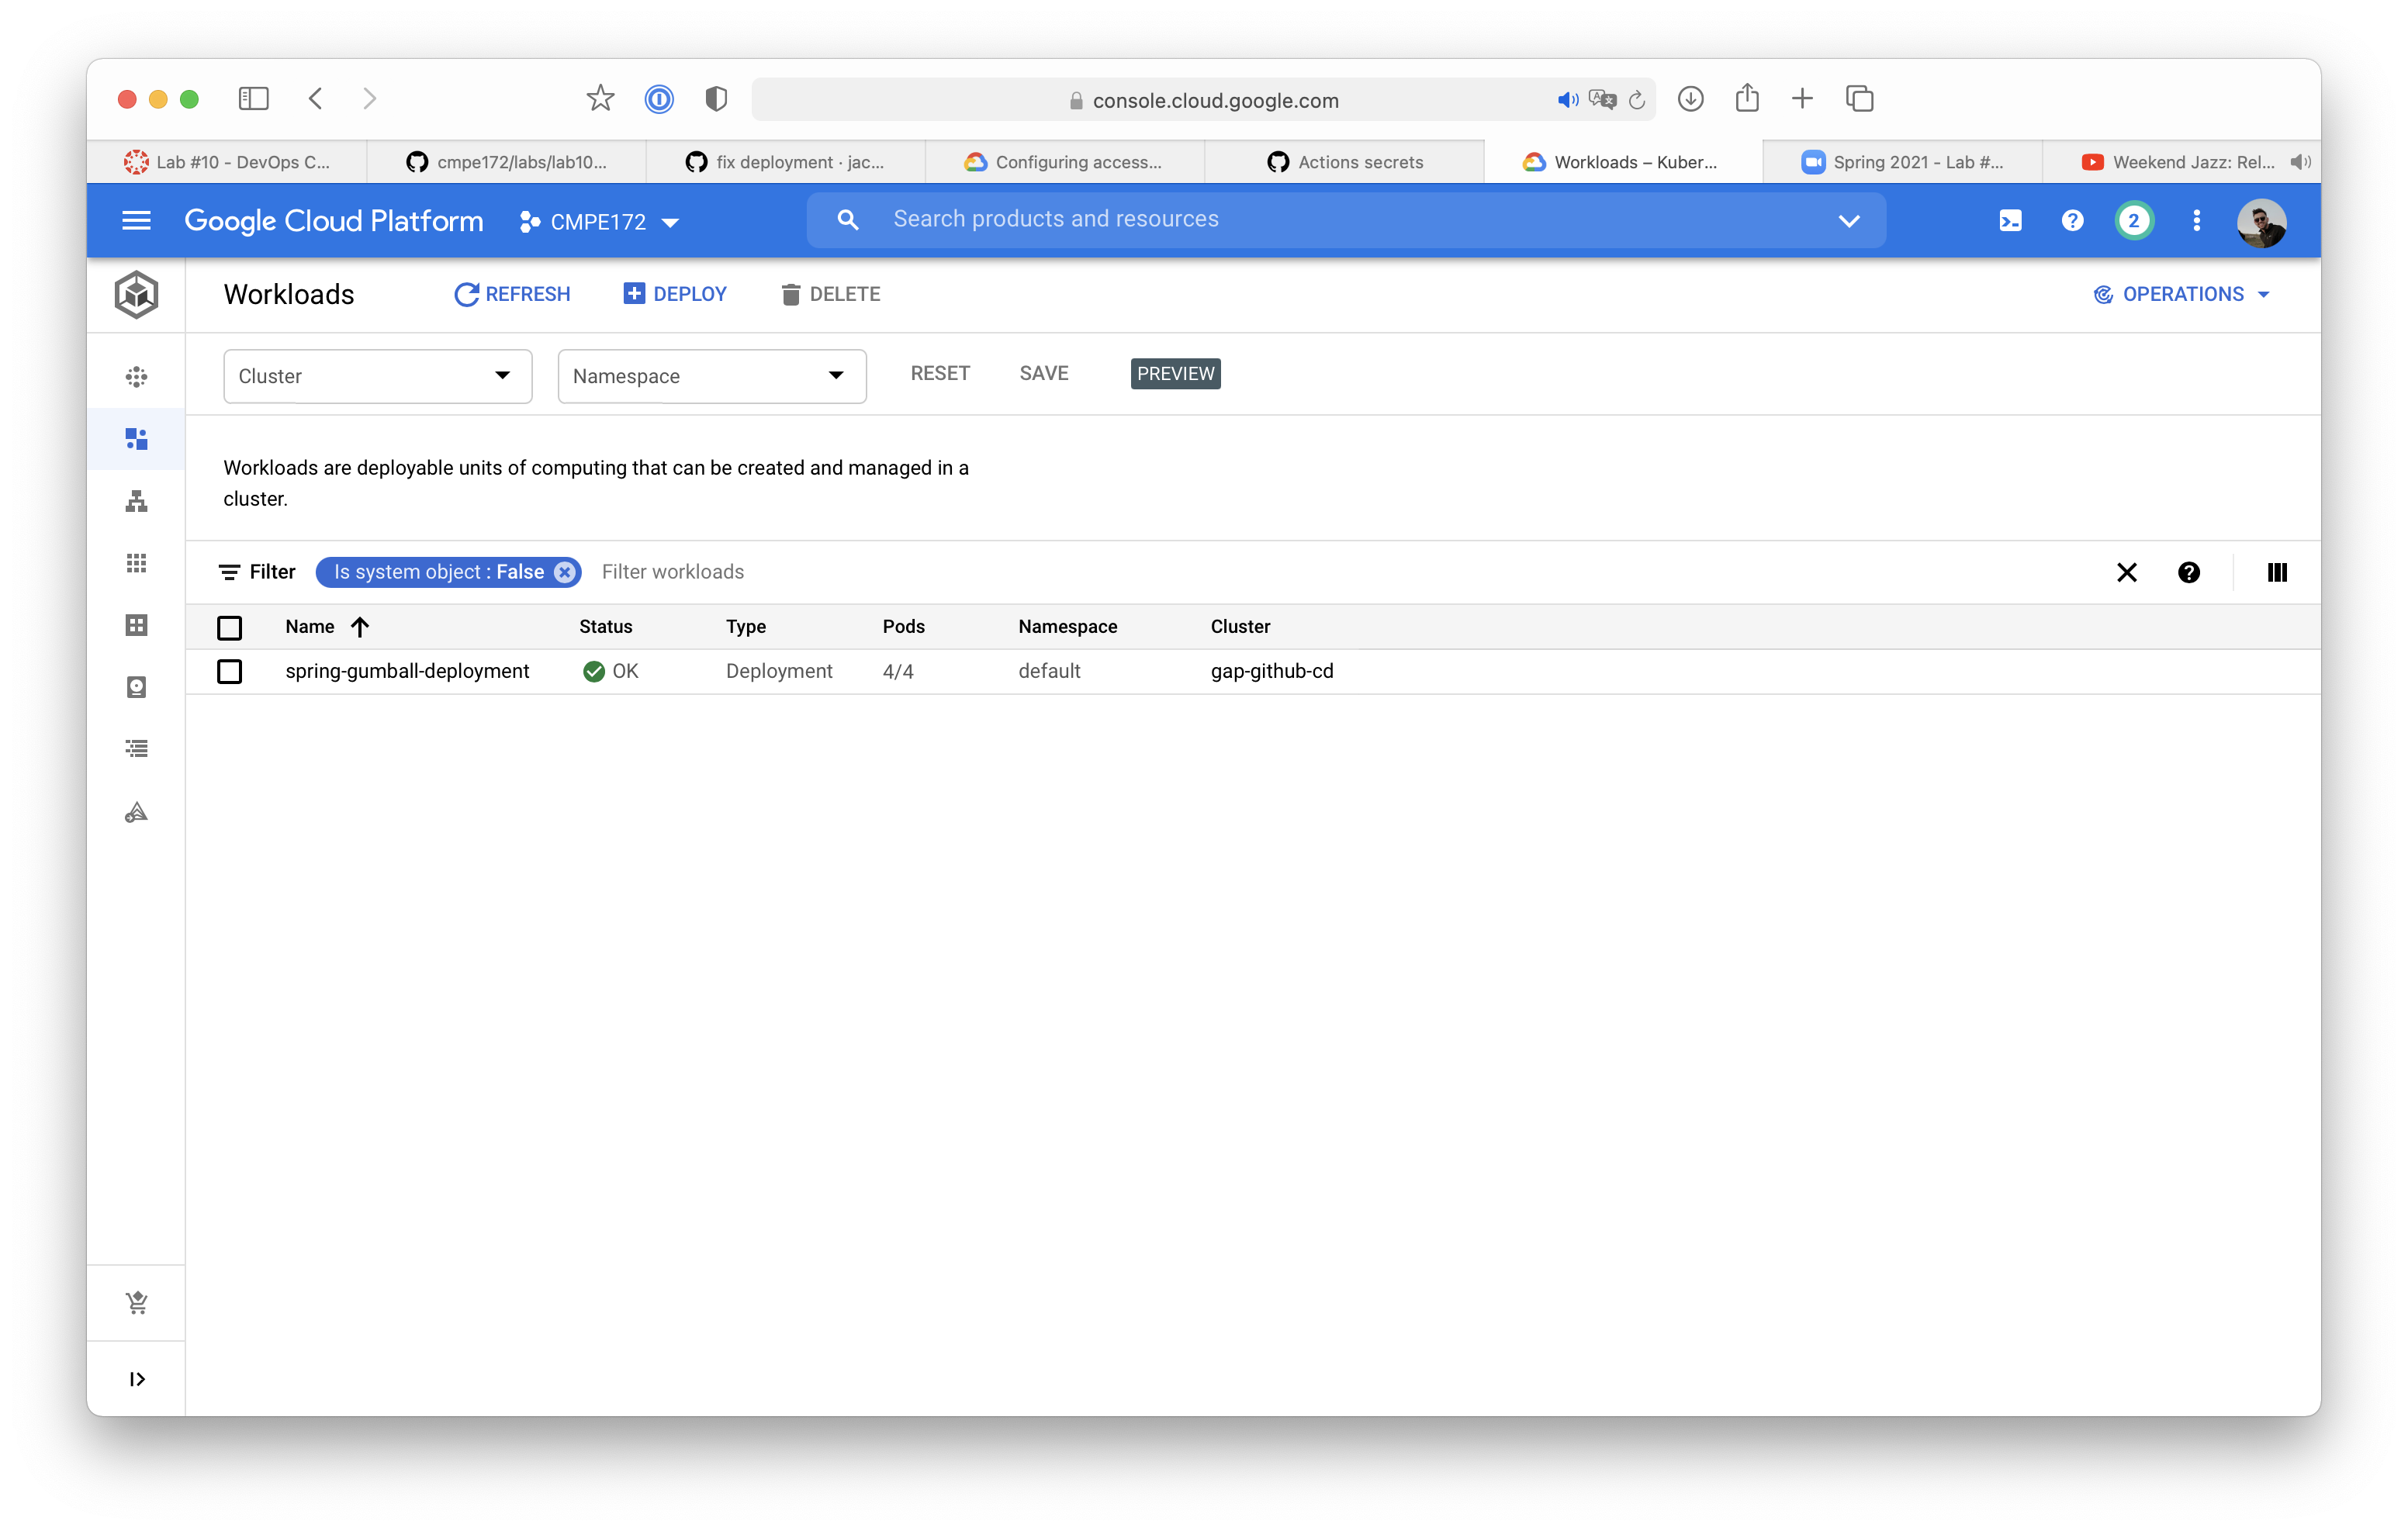 console.cloud.google.com
Lab #10 - DevOps C...
cmpe172/labs/lab10...
fix deployment · jac...
Configuring access...
Actions secrets
Workloads – Kuber...
Spring 2021 - Lab #...
Weekend Jazz: Rel...
Google Cloud Platform
CMPE172
Search products and resources
2
Workloads
REFRESH
DEPLOY
DELETE
OPERATIONS
Cluster
Namespace
RESET
SAVE
PREVIEW
Workloads are deployable units of computing that can be created and managed in a
cluster.
Filter
Is system object : False
Filter workloads
Name Status Type Pods Namespace Cluster
spring-gumball-deployment OK Deployment 4/4 default gap-github-cd